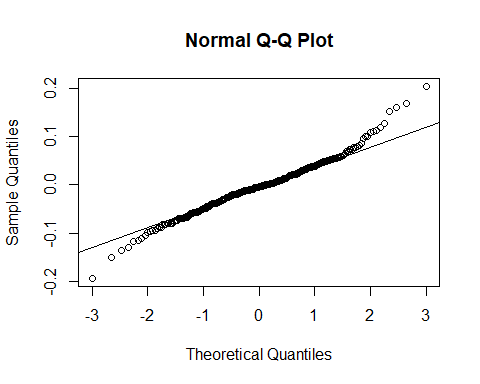 Normal Q-Q Plot
Sample Quantiles
0.2
0.1
0.0
-0.1
-0.2
-3 -2 -1 0 1 2 3
Theoretical Quantiles